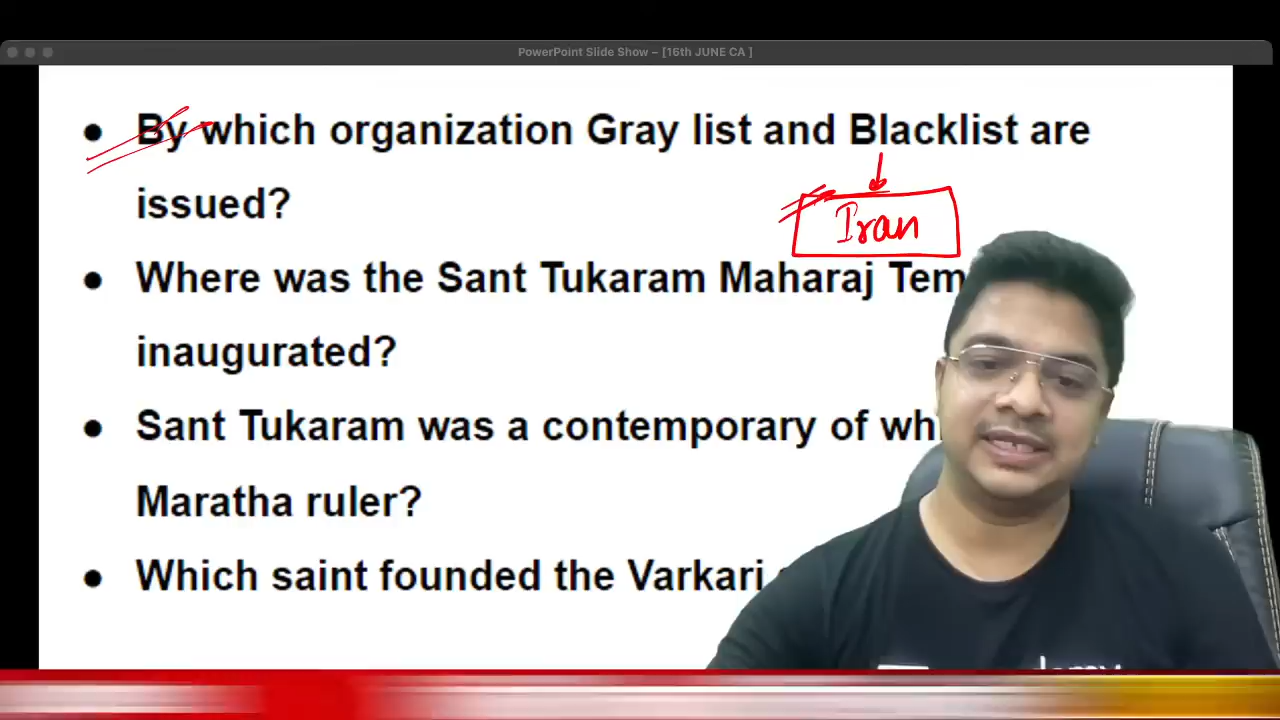 PowerPoint Slide Show – [16th JUNE CA ]
● By which organization Gray list and Blacklist are
issued?
Iran
● Where was the Sant Tukaram Maharaj Tem
inaugurated?
● Sant Tukaram was a contemporary of wh
Maratha ruler?
● Which saint founded the Varkari